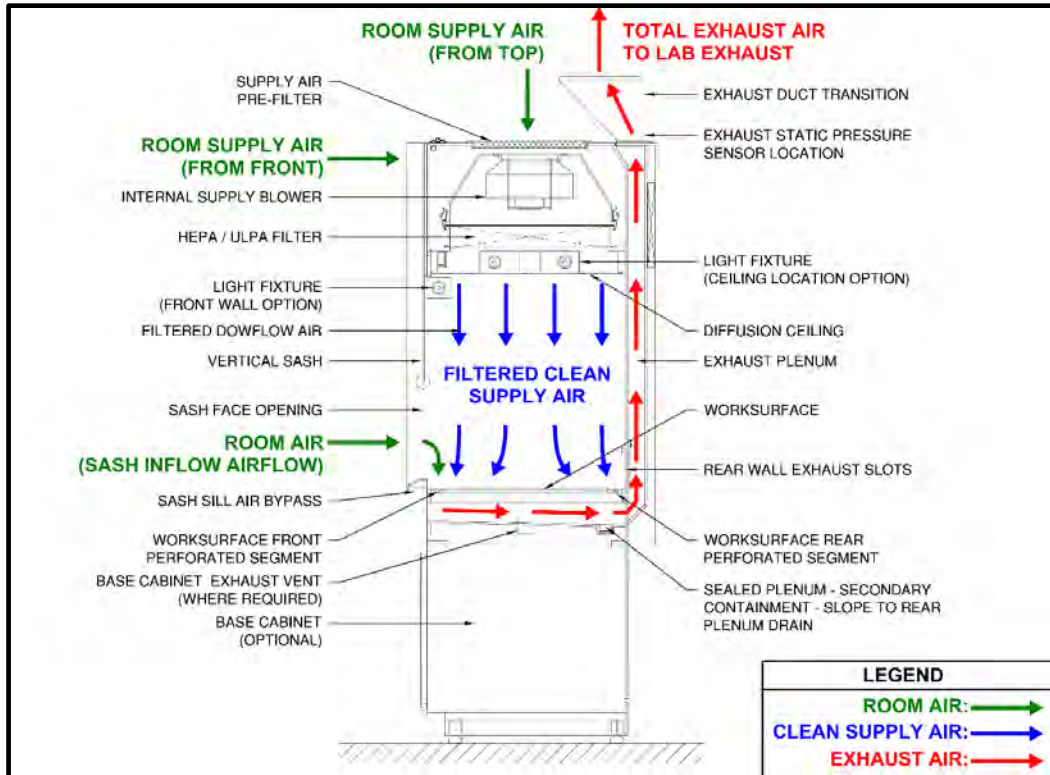 ROOM SUPPLY AIR
(FROM TOP)
TOTAL EXHAUST AIR
TO LAB EXHAUST
SUPPLY AIR
PRE-FILTER
EXHAUST DUCT TRANSITION
ROOM SUPPLY AIR
(FROM FRONT)
EXHAUST STATIC PRESSURE
SENSOR LOCATION
INTERNAL SUPPLY BLOWER
HEPA / ULPA FILTER
LIGHT FIXTURE
(CEILING LOCATION OPTION)
LIGHT FIXTURE
(FRONT WALL OPTION)
FILTERED DOWFLOW AIR
DIFFUSION CEILING
VERTICAL SASH
EXHAUST PLENUM
FILTERED CLEAN
SUPPLY AIR
SASH FACE OPENING
WORKSURFACE
ROOM AIR
(SASH INFLOW AIRFLOW)
REAR WALL EXHAUST SLOTS
SASH SILL AIR BYPASS
WORKSURFACE FRONT
PERFORATED SEGMENT
WORKSURFACE REAR
PERFORATED SEGMENT
BASE CABINET EXHAUST VENT
(WHERE REQUIRED)
SEALED PLENUM - SECONDARY
CONTAINMENT - SLOPE TO REAR
PLENUM DRAIN
BASE CABINET
(OPTIONAL)
LEGEND
ROOM AIR:
CLEAN SUPPLY AIR:
EXHAUST AIR: